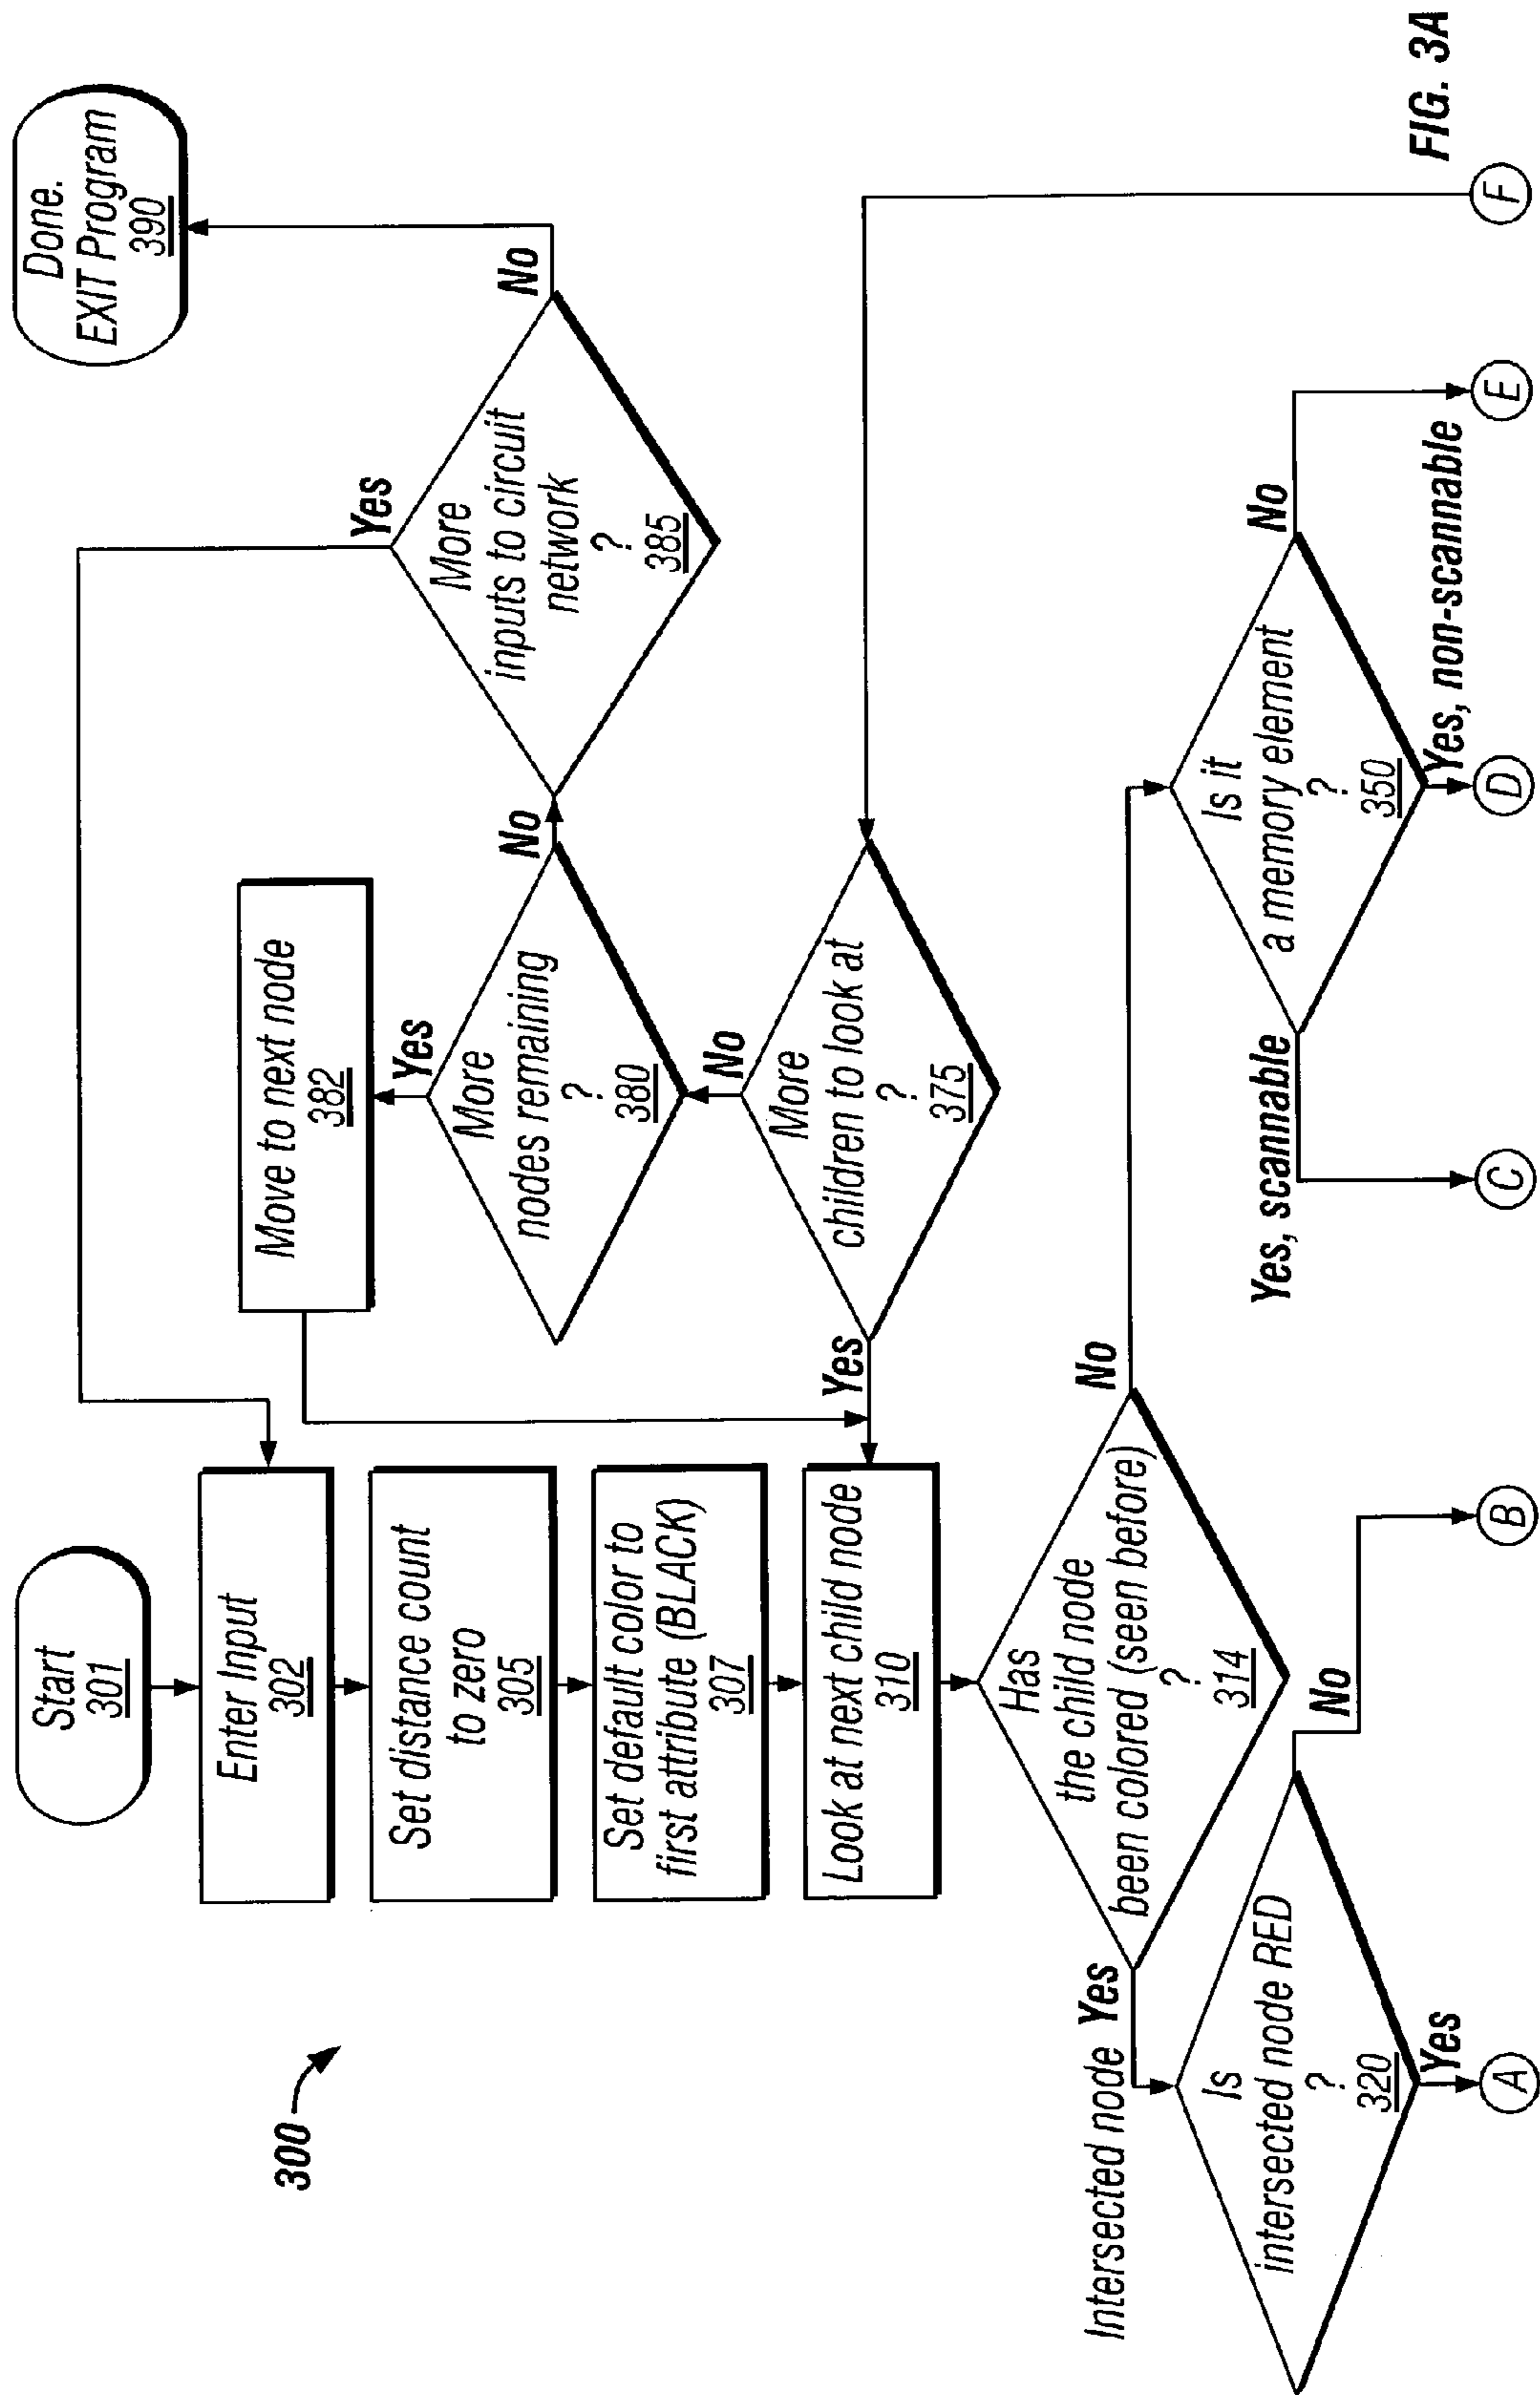 300
Start
301
Enter Input
302
Set distance count
to zero
305
Set default color to
first attribute (BLACK)
307
Look at next child node
310
Has
the child node
been colored (seen before)
?
314
Intersected node Yes
No
Is
intersected node RED
?
320
Yes
No
A
B
Is it
a memory element
?
350
Yes, scannable
Yes, non-scannable
No
C
D
E
F
More
children to look at
?
375
Yes
No
More
nodes remaining
?
380
Yes
No
Move to next node
382
More
inputs to circuit
network
?
385
Yes
No
Done.
EXIT Program
390
FIG. 3A